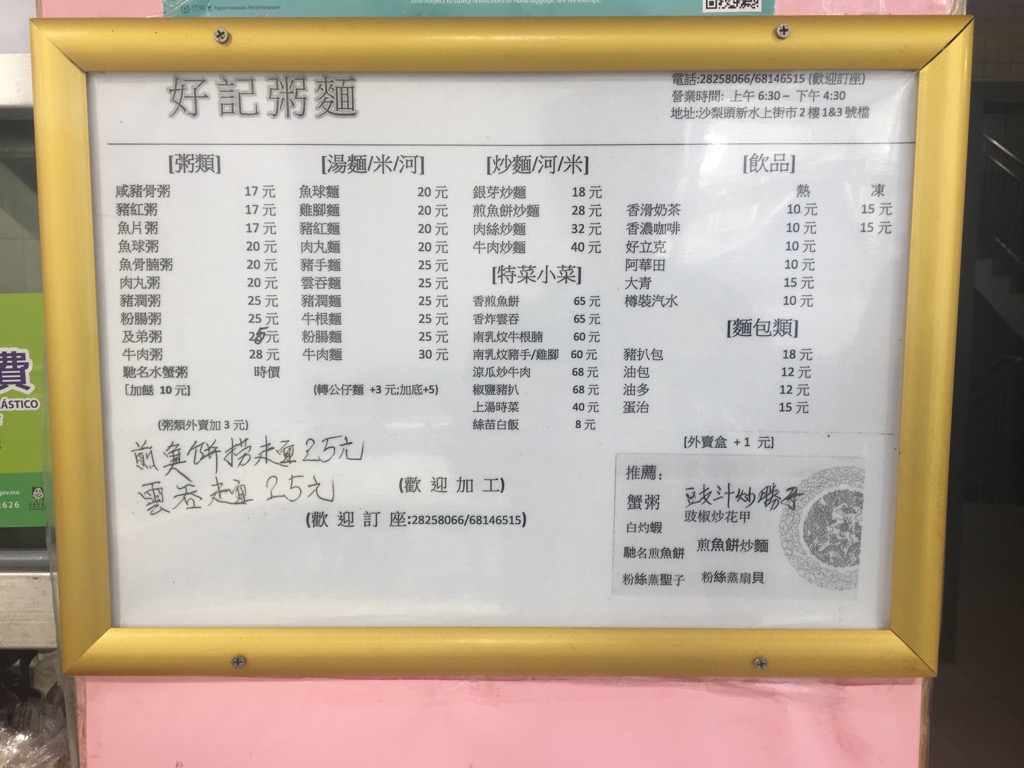 Papel reciclado Recycled paper
好記粥麵
電話:28258066/68146515 (歡迎訂座)
營業時間: 上午 6:30 – 下午 4:30
地址:沙梨頭新水上街市 2 樓 1&3 號檔
[粥類]
咸豬骨粥 17 元
豬紅粥 17 元
魚片粥 17 元
魚球粥 20 元
魚骨腩粥 20 元
肉丸粥 20 元
豬潤粥 25 元
粉腸粥 25 元
及弟粥 25元
牛肉粥 28 元
馳名水蟹粥 時價
[加餸 10 元]
(粥類外賣加 3 元)
[湯麵/米/河]
魚球麵 20 元
雞腳麵 20 元
豬紅麵 20 元
肉丸麵 20 元
豬手麵 25 元
雲吞麵 25 元
豬潤麵 25 元
牛根麵 25 元
粉腸麵 25 元
牛肉麵 30 元
(轉公仔麵 +3 元;加底+5)
[炒麵/河/米]
銀芽炒麵 18 元
煎魚餅炒麵 28 元
肉絲炒麵 32 元
牛肉炒麵 40 元
[特菜小菜]
香煎魚餅 65 元
香炸雲吞 65 元
南乳炆牛根腩 60 元
南乳炆豬手/雞腳 60 元
涼瓜炒牛肉 68 元
椒鹽豬扒 68 元
上湯時菜 40 元
絲苗白飯 8 元
[飲品]
熱 凍
香滑奶茶 10 元 15 元
香濃咖啡 10 元 15 元
好立克 10 元
阿華田 10 元
大青 15 元
樽裝汽水 10 元
[麵包類]
豬扒包 18 元
油包 12 元
油多 12 元
蛋治 15 元
[外賣盒 + 1 元]
煎魚餅撈麵25元
雲吞麵25元
(歡 迎 加 工)
(歡 迎 訂 座:28258066/68146515)
推薦:
蟹粥 豉汁炒勝子
豉椒炒花甲
白灼蝦
馳名煎魚餅 煎魚餅炒麵
粉絲蒸聖子 粉絲蒸扇貝
費
ÁSTICO
gov.mo
2626